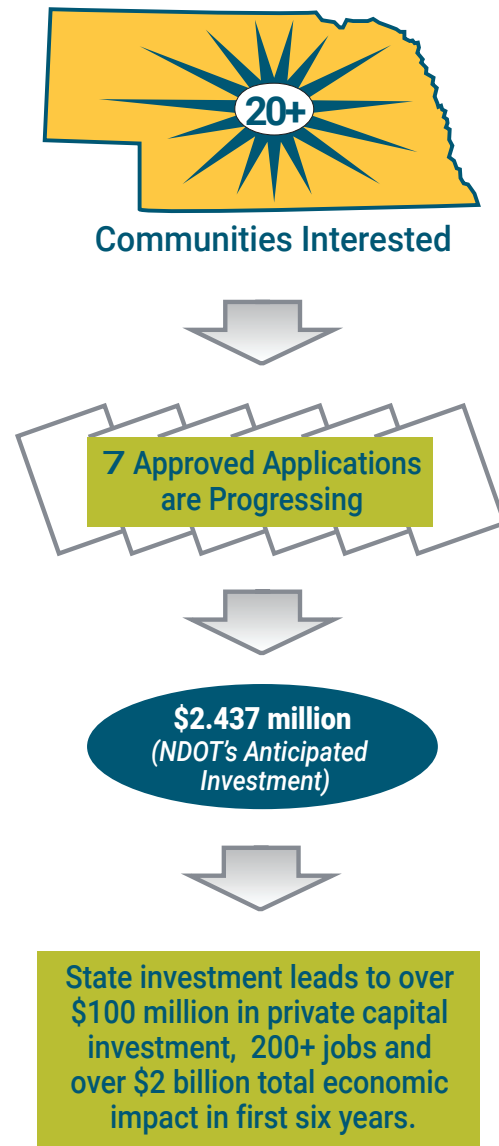 20+
Communities Interested
7 Approved Applications
are Progressing
$2.437 million
(NDOT's Anticipated
Investment)
State investment leads to over
$100 million in private capital
investment,  200+ jobs and
over $2 billion total economic
impact in first six years.